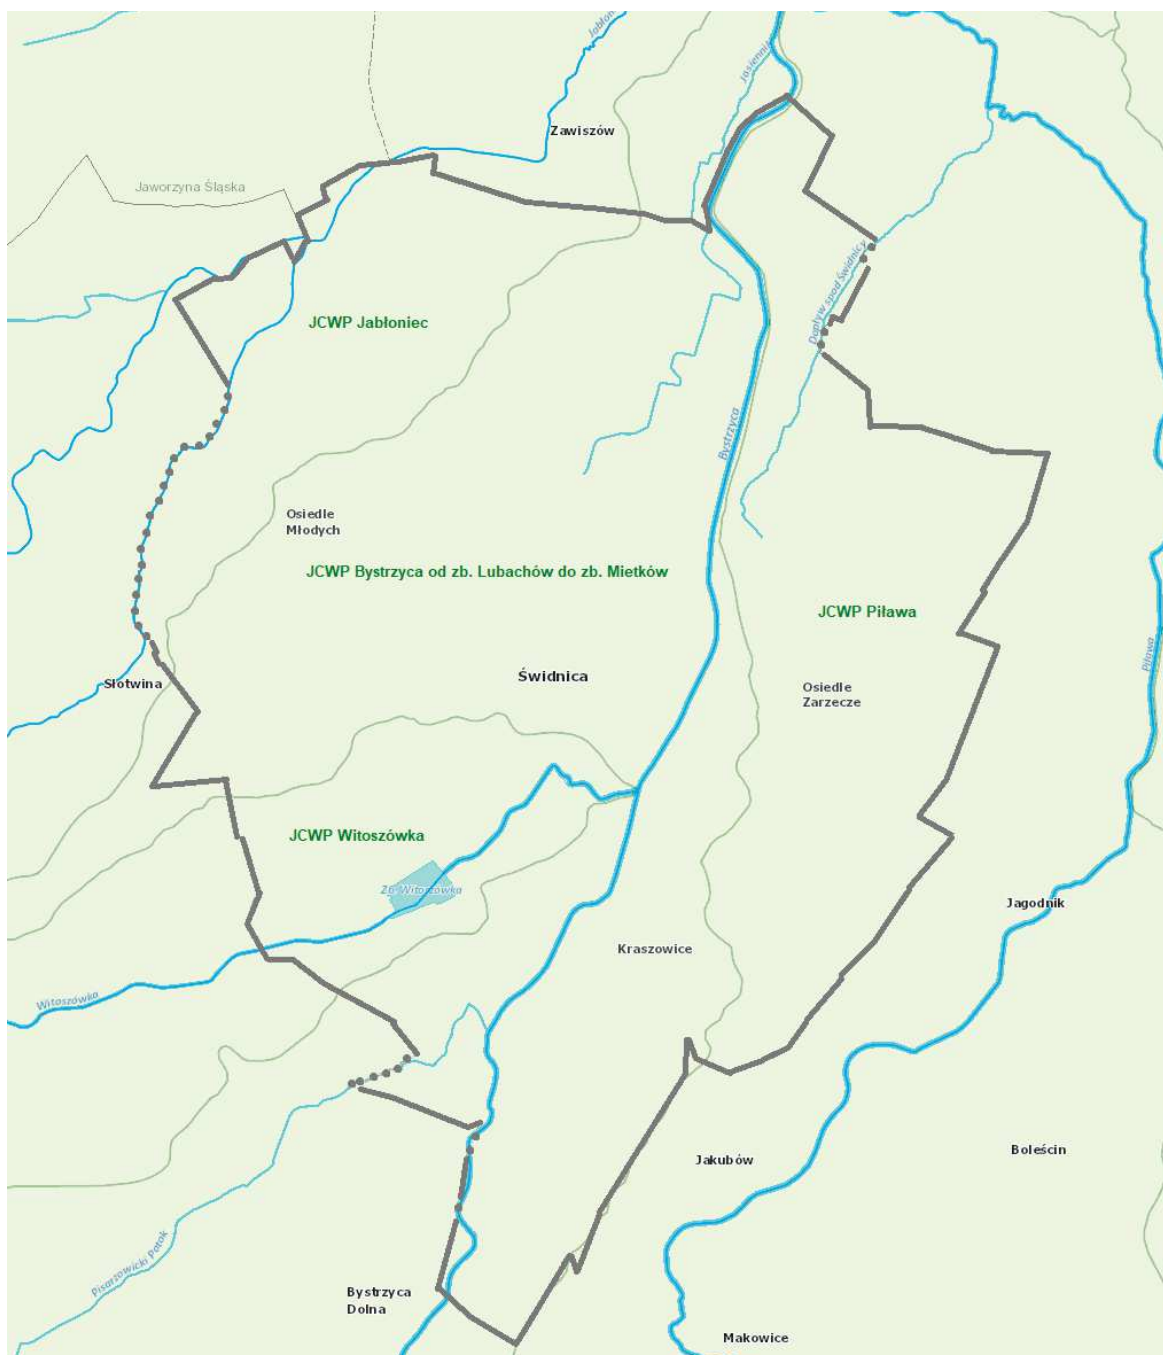 Jabłon
Jasiennik
Zawiszów
Jaworzyna Śląska
Dopływ spod Świdnicy
JCWP Jabłoniec
Bystrzyca
Osiedle
Młodych
JCWP Bystrzyca od zb. Lubachów do zb. Mietków
JCWP Piława
Piława
Świdnica
Słotwina
Osiedle
Zarzecze
JCWP Witoszówka
Zb. Witoszówka
Jagodnik
Kraszowice
Witoszówka
Jakubów
Boleścin
Pisarzowicki Potok
Bystrzyca
Dolna
Makowice